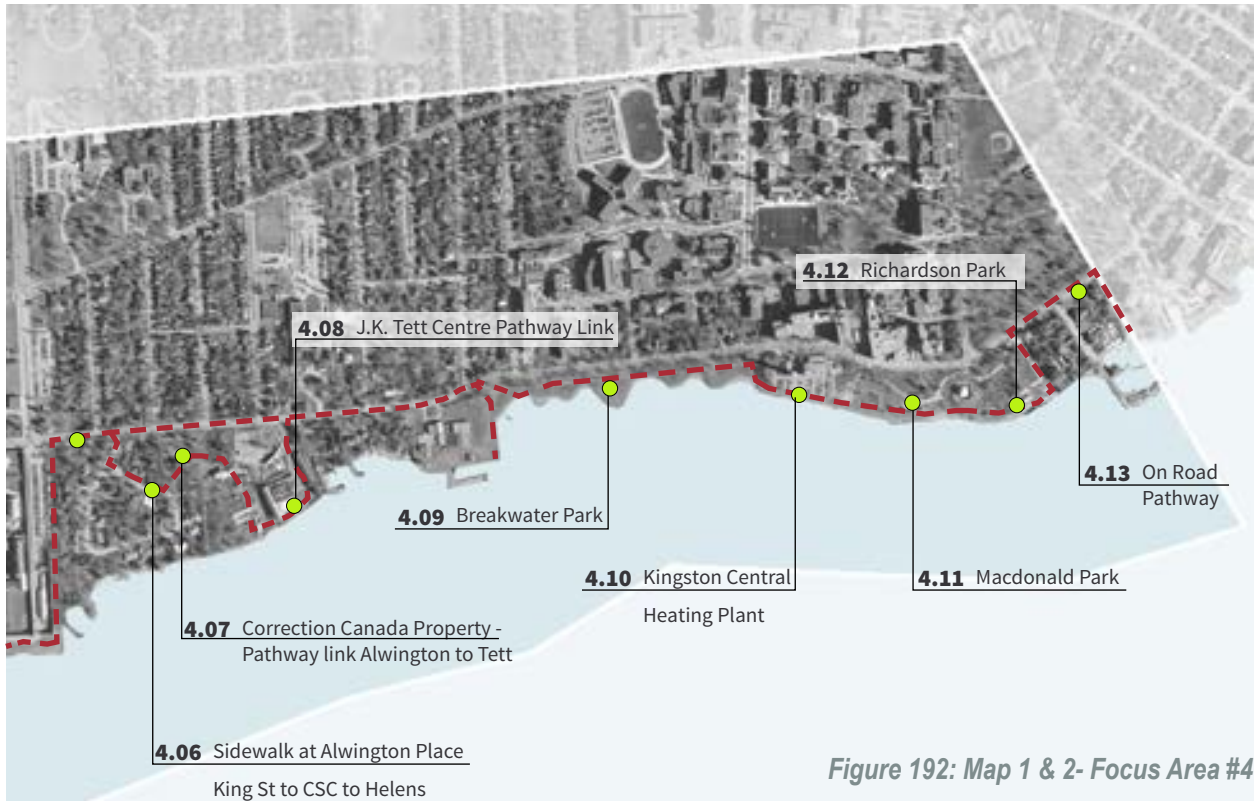 4.12 Richardson Park
4.08 J.K. Tett Centre Pathway Link
4.13 On Road
Pathway
4.09 Breakwater Park
4.10 Kingston Central
Heating Plant
4.11 Macdonald Park
4.07 Correction Canada Property -
Pathway link Alwington to Tett
4.06 Sidewalk at Alwington Place
King St to CSC to Helens
Figure 192: Map 1 & 2- Focus Area #4